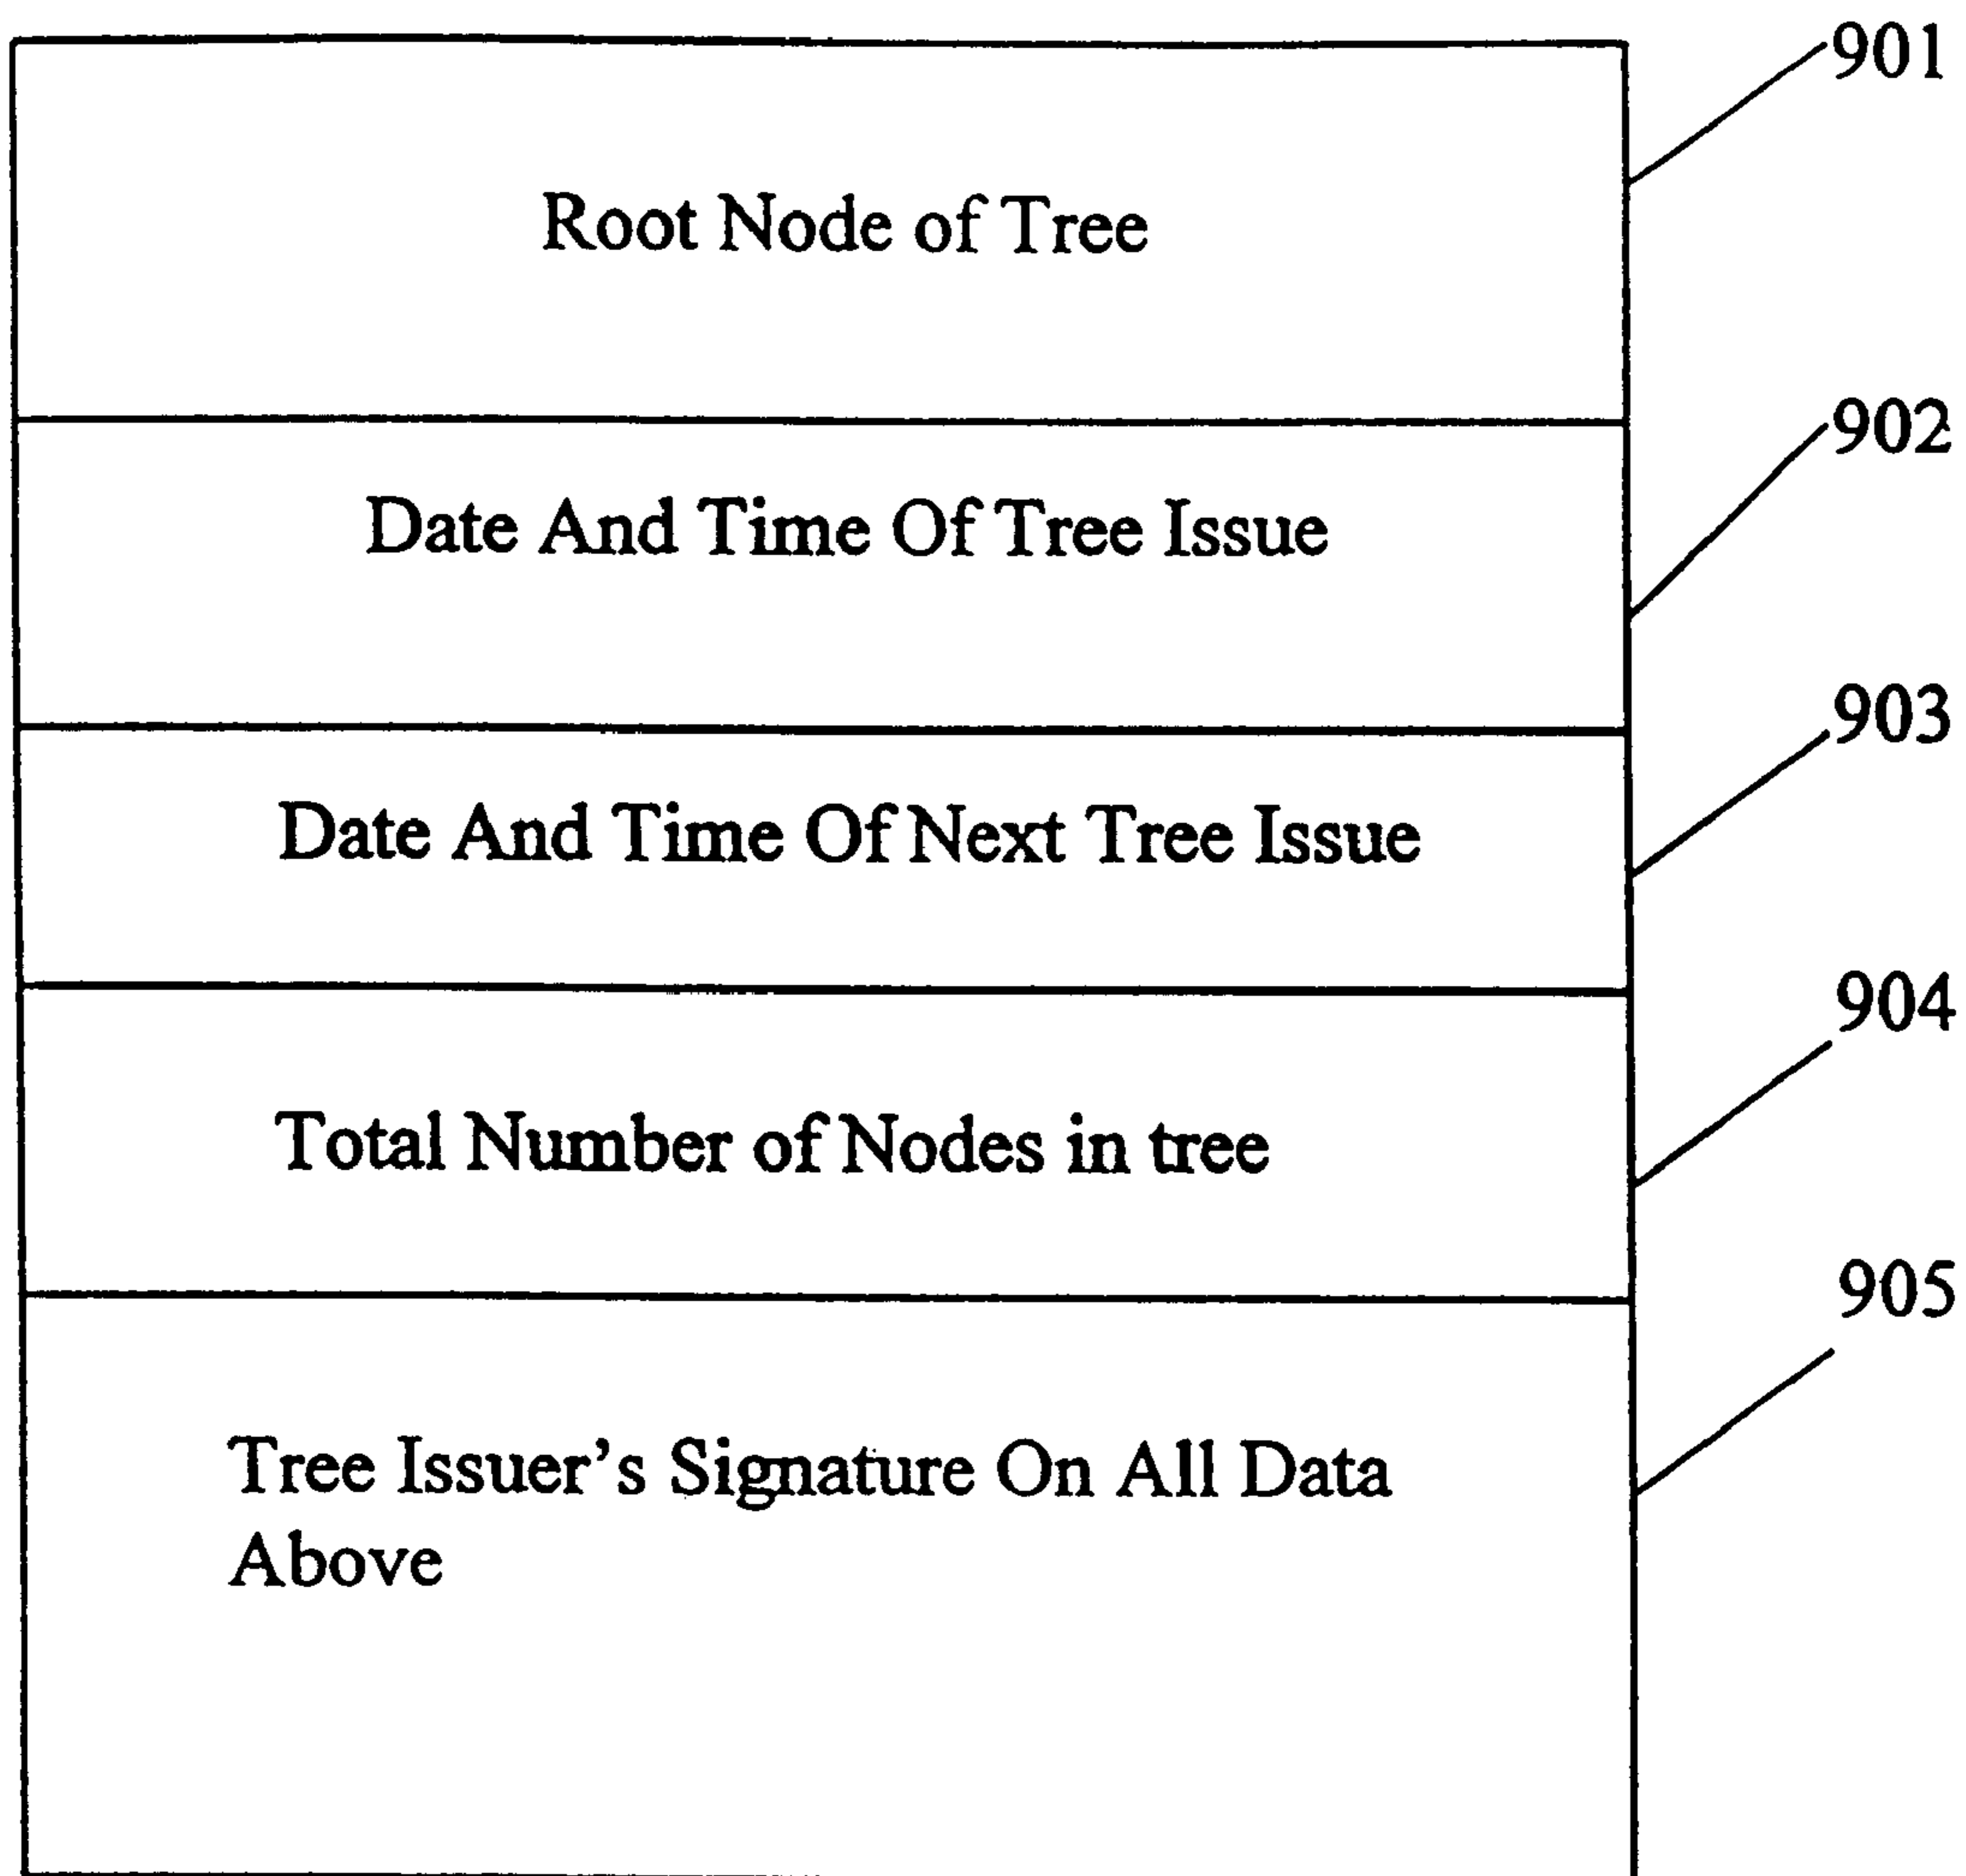 901
Root Node of Tree
902
Date And Time Of Tree Issue
903
Date And Time Of Next Tree Issue
904
Total Number of Nodes in tree
905
Tree Issuer's Signature On All Data
Above